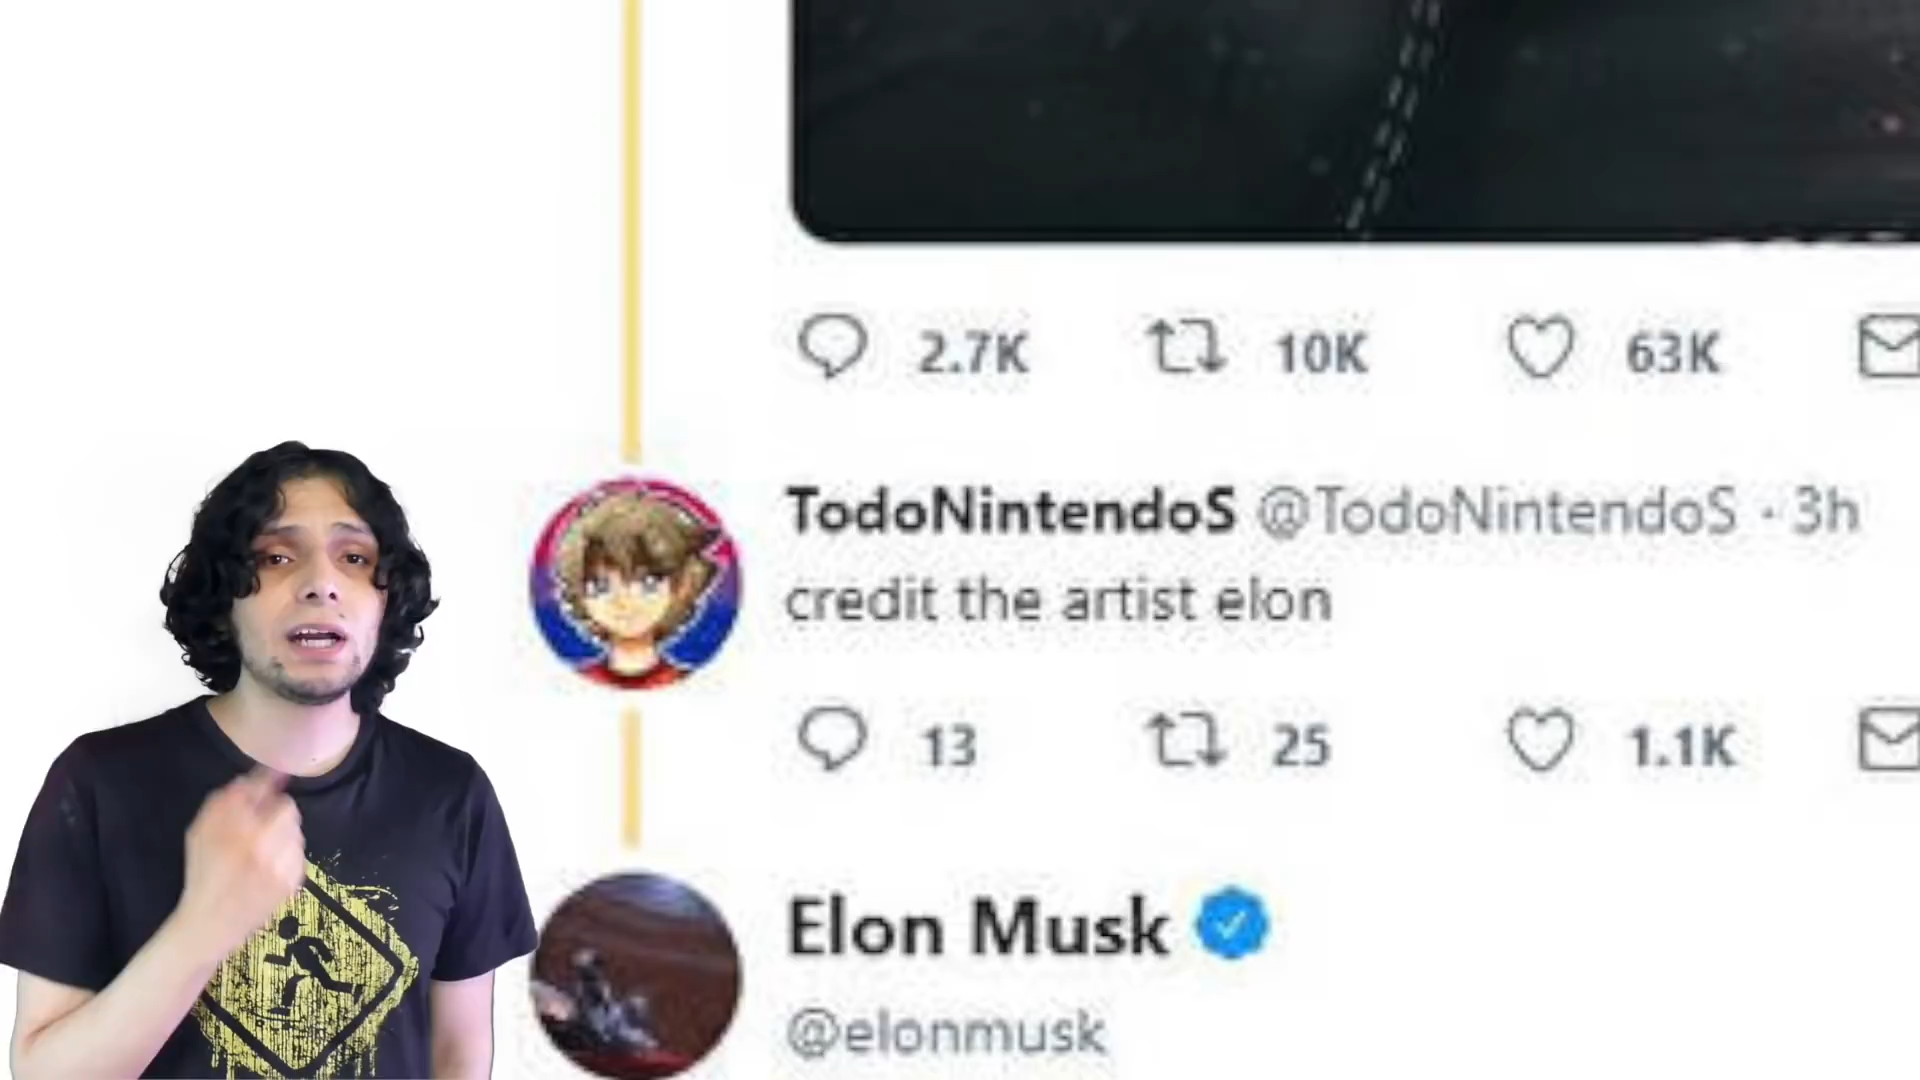 2.7K 10K 63K
TodoNintendoS @TodoNintendoS · 3h
credit the artist elon
13 25 1.1K
Elon Musk
@elonmusk